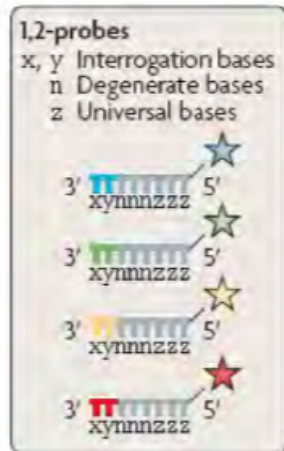 1,2-probes
x, y Interrogation bases
n Degenerate bases
z Universal bases
3′ 5′
xynnnzzz
3′ 5′
xynnnzzz
3′ 5′
xynnnzzz
3′ 5′
xynnnzzz